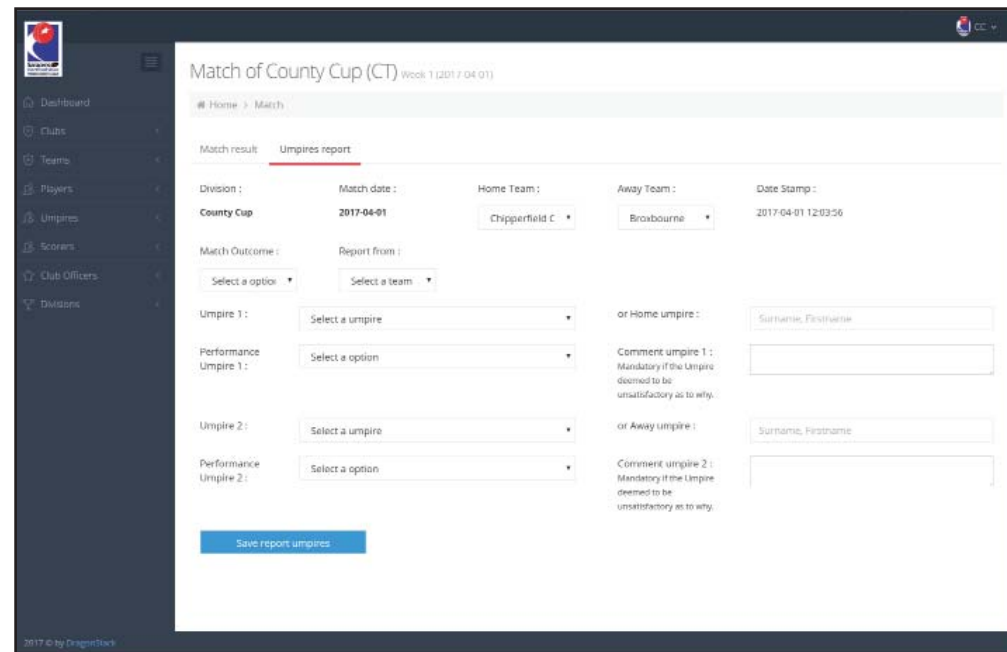 CC
Match of County Cup (CT) Week 1 (2017 04 01)
Home > Match
Dashboard
Clubs
Teams
Players
Umpires
Scorers
Club Officers
Divisions
Match result Umpires report
Division : Match date : Home Team : Away Team : Date Stamp :
County Cup 2017-04-01 Chipperfield C Broxbourne 2017-04-01 12:03:56
Match Outcome : Report from :
Select a option Select a team
Umpire 1 : Select a umpire or Home umpire : Surname, Firstname
Performance Umpire 1 : Select a option Comment umpire 1 :
Mandatory if the Umpire
deemed to be
unsatisfactory as to why.
Umpire 2 : Select a umpire or Away umpire : Surname, Firstname
Performance Umpire 2 : Select a option Comment umpire 2 :
Mandatory if the Umpire
deemed to be
unsatisfactory as to why.
Save report umpires
2017 © by DragonStack